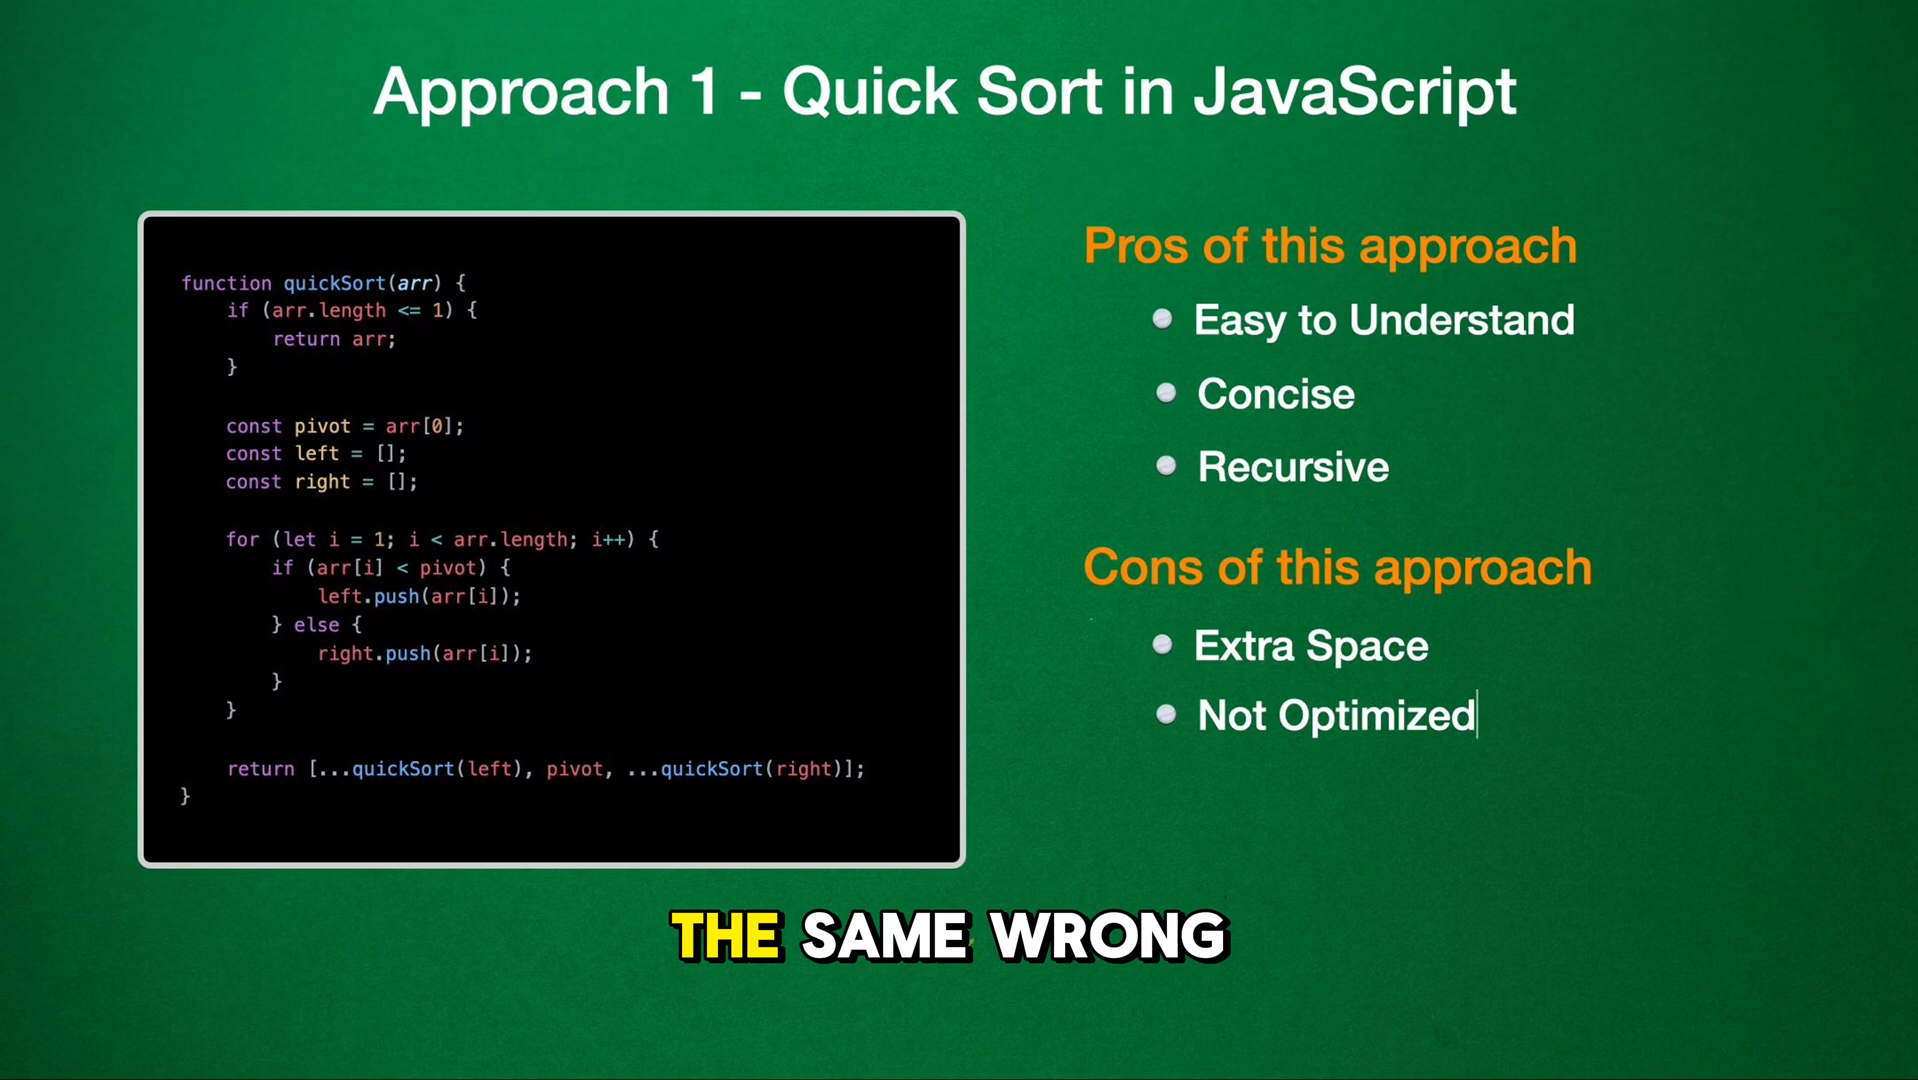 Approach 1 - Quick Sort in JavaScript
function quickSort(arr) {
    if (arr.length <= 1) {
        return arr;
    }
    const pivot = arr[0];
    const left = [];
    const right = [];
    for (let i = 1; i < arr.length; i++) {
        if (arr[i] < pivot) {
            left.push(arr[i]);
        } else {
            right.push(arr[i]);
        }
    }
    return [...quickSort(left), pivot, ...quickSort(right)];
}
Pros of this approach
Easy to Understand
Concise
Recursive
Cons of this approach
Extra Space
Not Optimized
THE SAME WRONG